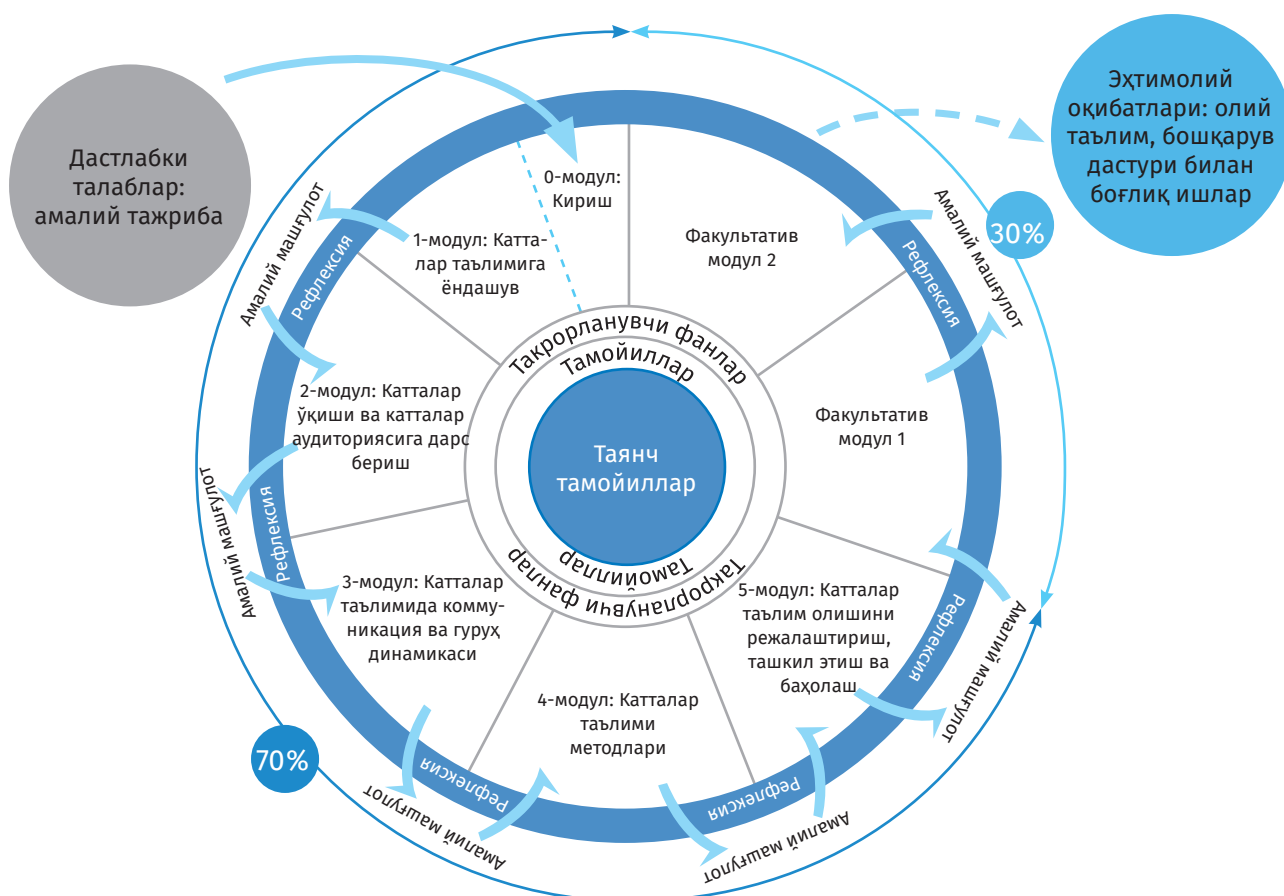 Дастлабки
талаблар:
амалий тажриба
Эҳтимолий
оқибатлари: олий
таълим, бошқарув
дастури билан
боғлиқ ишлар
30%
70%
0-модул:
Кириш
1-модул: Катта-
лар таълимига
ёндашув
2-модул: Катталар
ўқиши ва катталар
аудиториясига дарс
бериш
3-модул: Катталар
таълимида комму-
никация ва гуруҳ
динамикаси
4-модул: Катталар
таълими
методлари
5-модул: Катталар
таълим олишини
режалаштириш,
ташкил этиш ва
баҳолаш
Факультатив
модул 1
Факультатив
модул 2
Такрорланувчи фанлар
Тамойиллар
Таянч
тамойиллар
Тамойиллар
Такрорланувчи фанлар
Рефлексия
Рефлексия
Рефлексия
Рефлексия
Рефлексия
Рефлексия
Амалий машғулот
Амалий машғулот
Амалий машғулот
Амалий машғулот
Амалий машғулот
Амалий машғулот